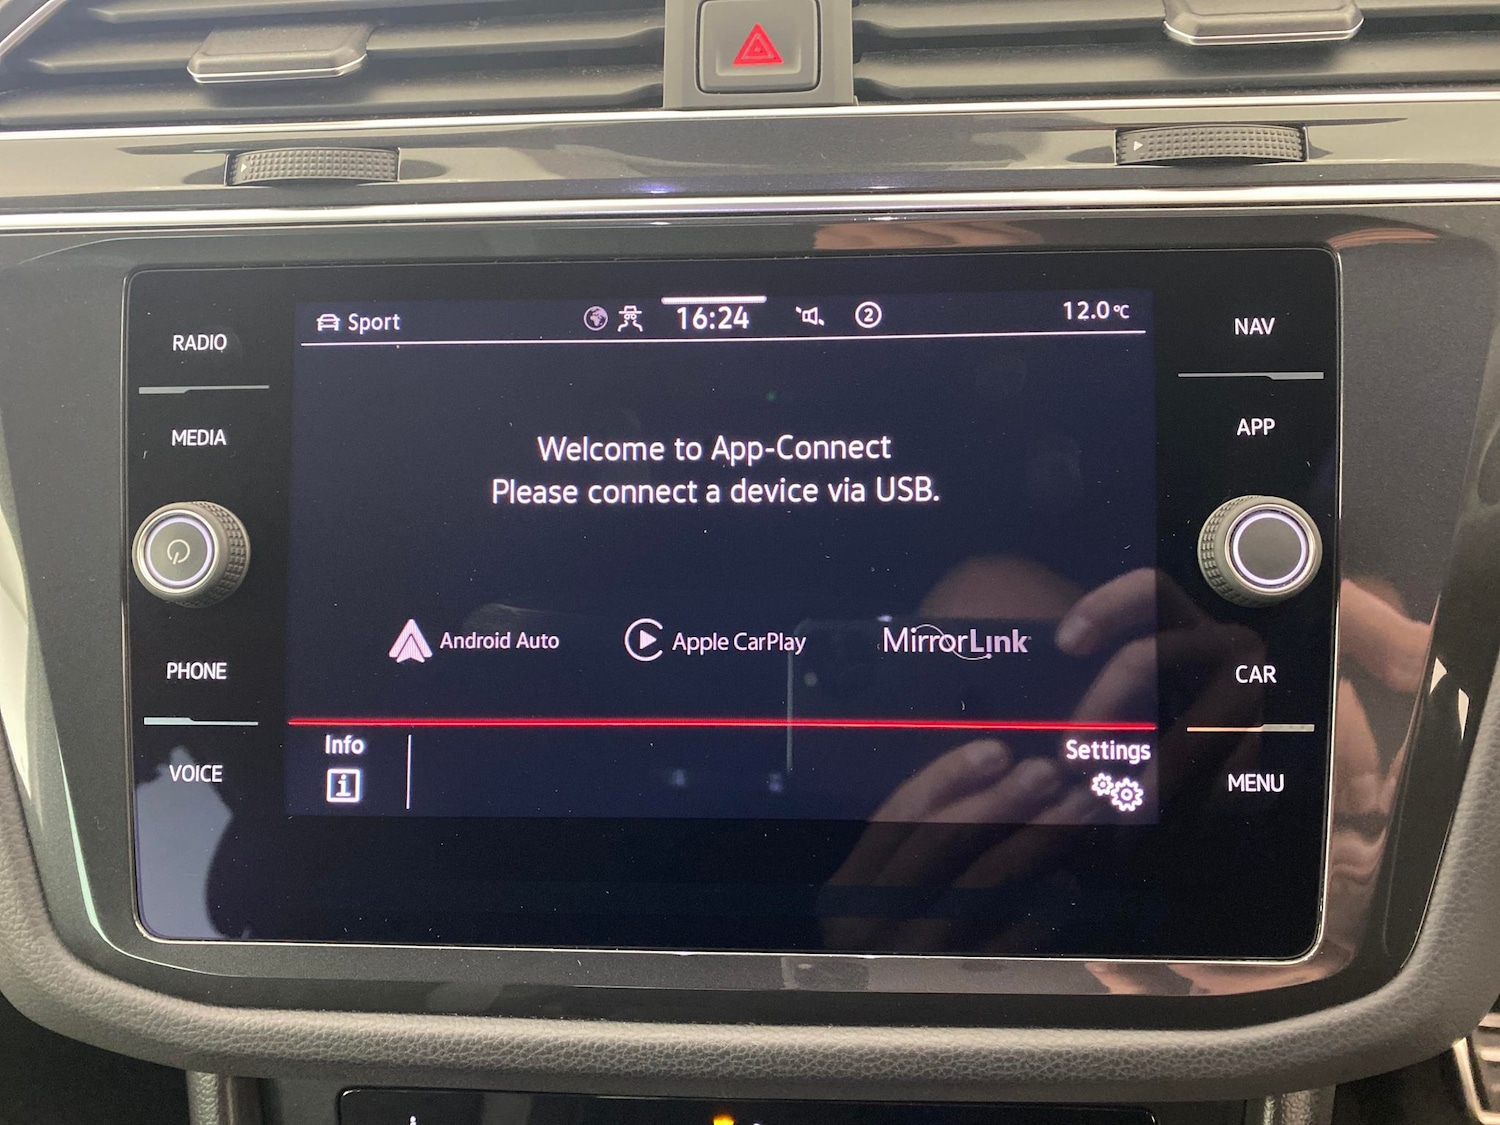 Sport
16:24
2
12.0°C
RADIO
MEDIA
PHONE
VOICE
Welcome to App-Connect
Please connect a device via USB.
Android Auto
Apple CarPlay
MirrorLink
Info
i
Settings
NAV
APP
CAR
MENU